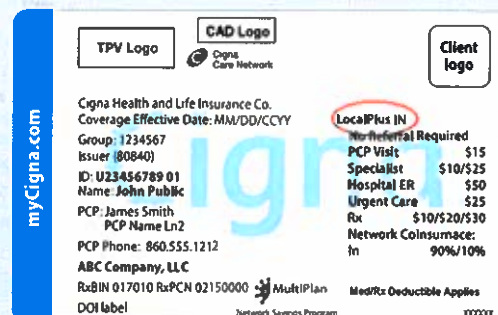 TPV Logo
CAD Logo
Cigna
Care Network
Client
logo
myCigna.com
Cigna
Cigna Health and Life Insurance Co.
Coverage Effective Date: MM/DD/CCYY
Group: 1234567
Issuer (80840)
ID: U23456789 01
Name: John Public
PCP: James Smith
PCP Name Ln2
PCP Phone: 860.555.1212
ABC Company, LLC
RxBIN 017010 RxPCN 02150000
DOI label
MultiPlan
Network Savings Program
LocalPlus IN
No Referral Required
PCP Visit $15
Specialist $10/$25
Hospital ER $50
Urgent Care $25
Rx $10/$20/$30
Network Coinsurnace:
In 90%/10%
Med/Rx Deductible Applies